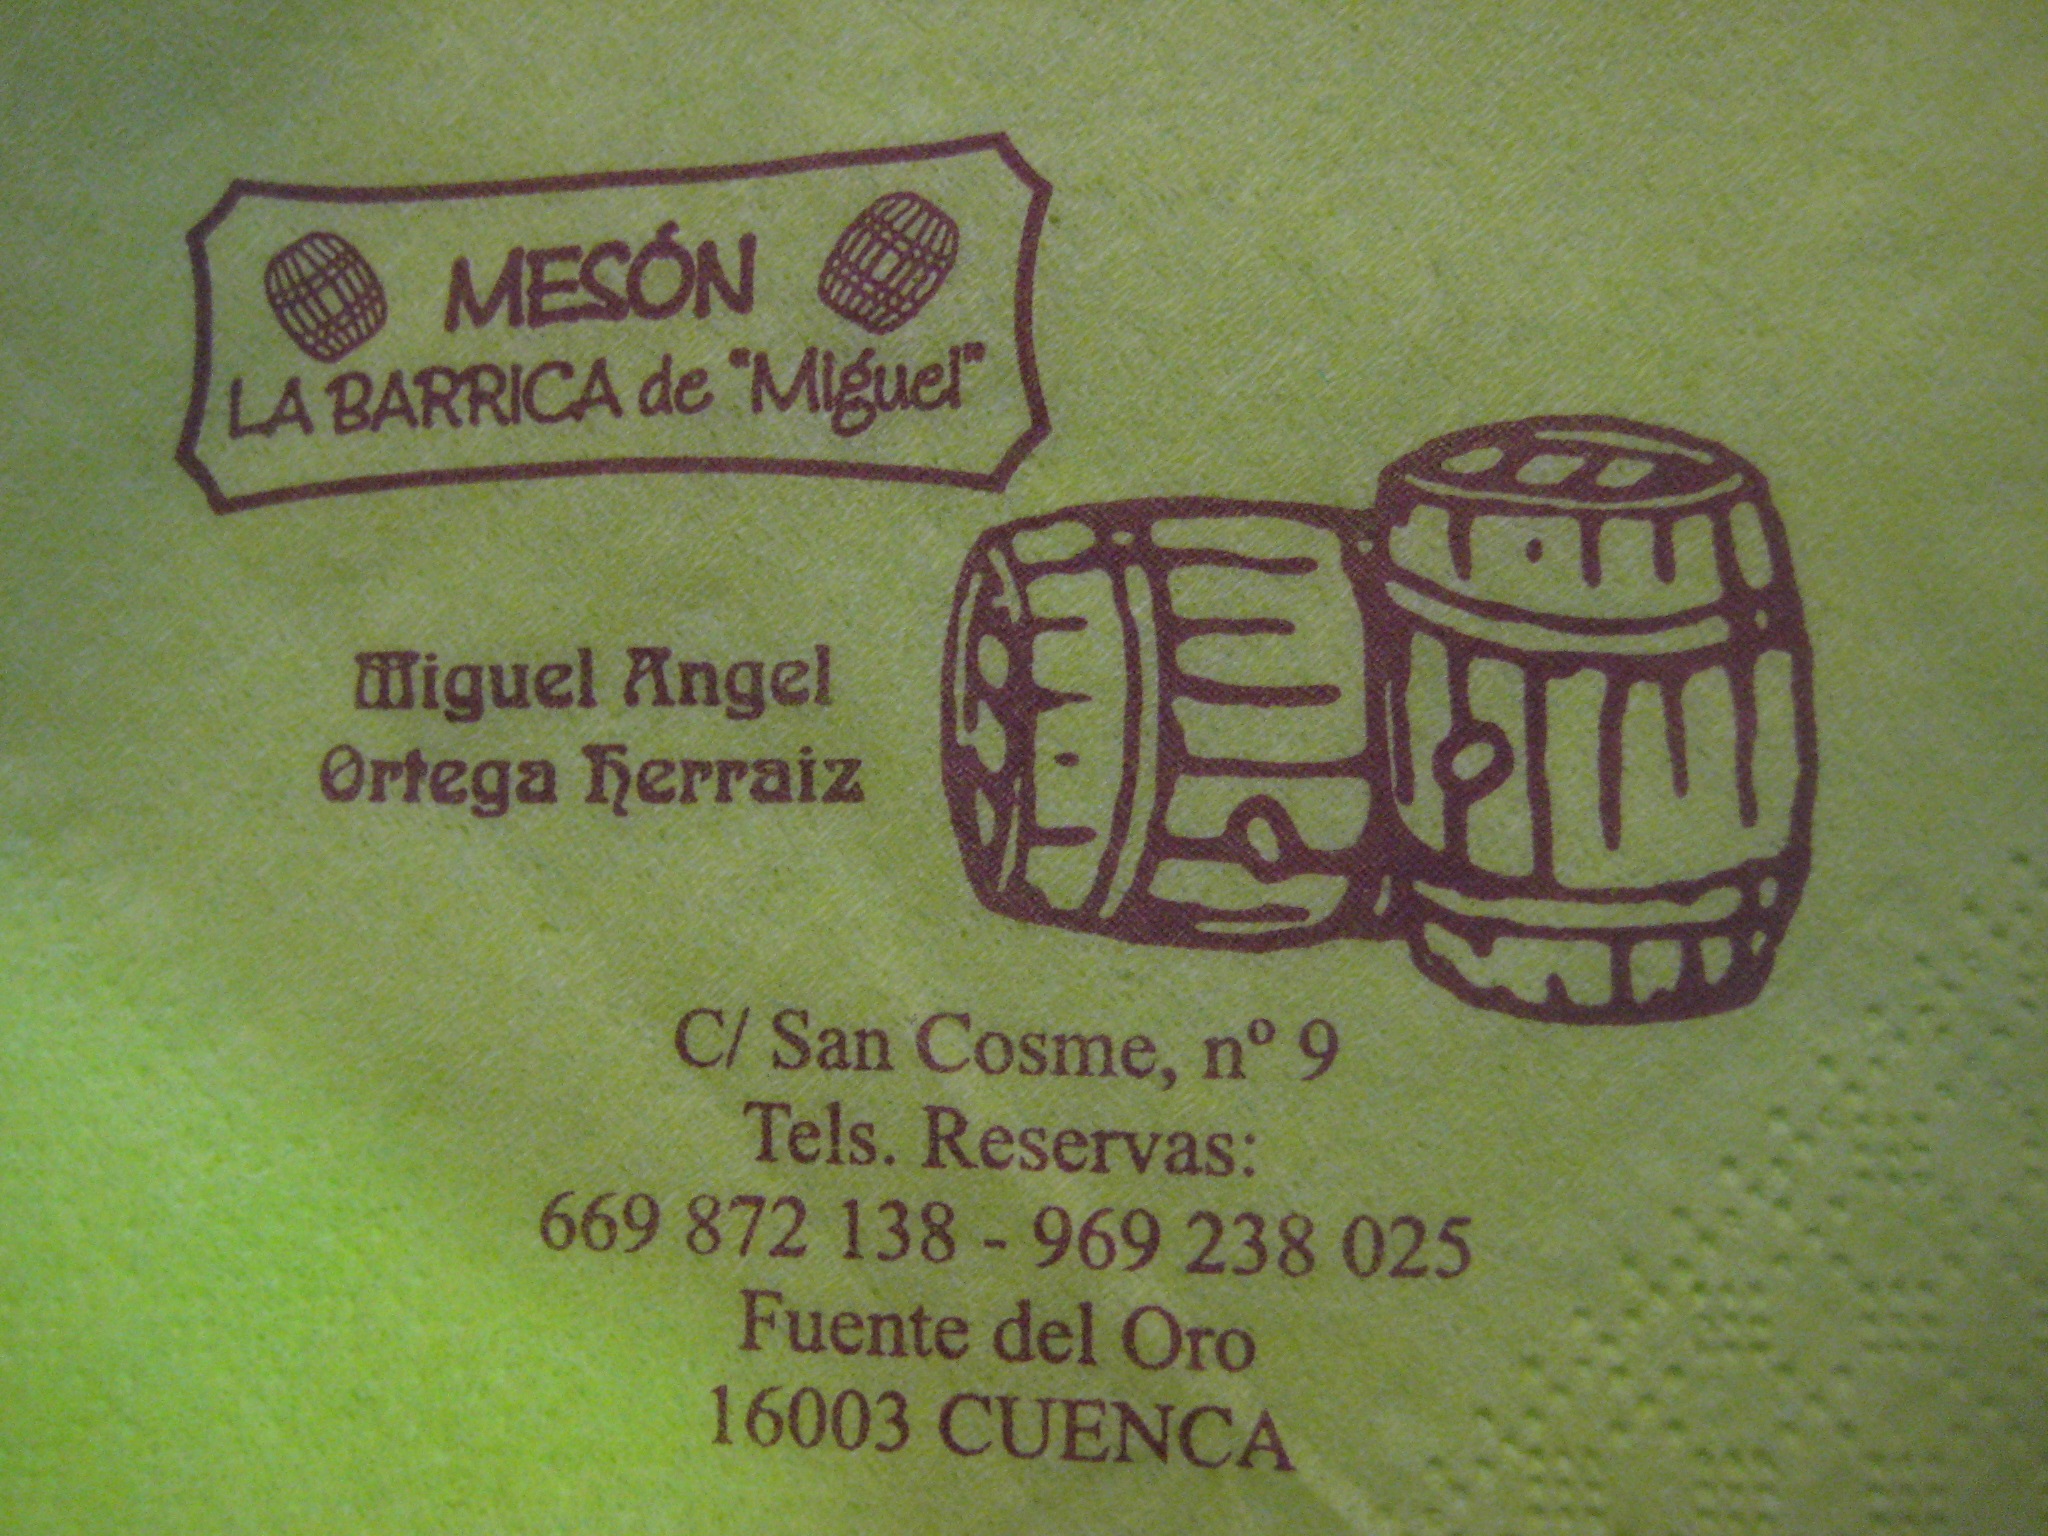 MESÓN
LA BARRICA de "Miguel"
Miguel Angel
Ortega Herraiz
C/ San Cosme, nº 9
Tels. Reservas:
669 872 138 - 969 238 025
Fuente del Oro
16003 CUENCA